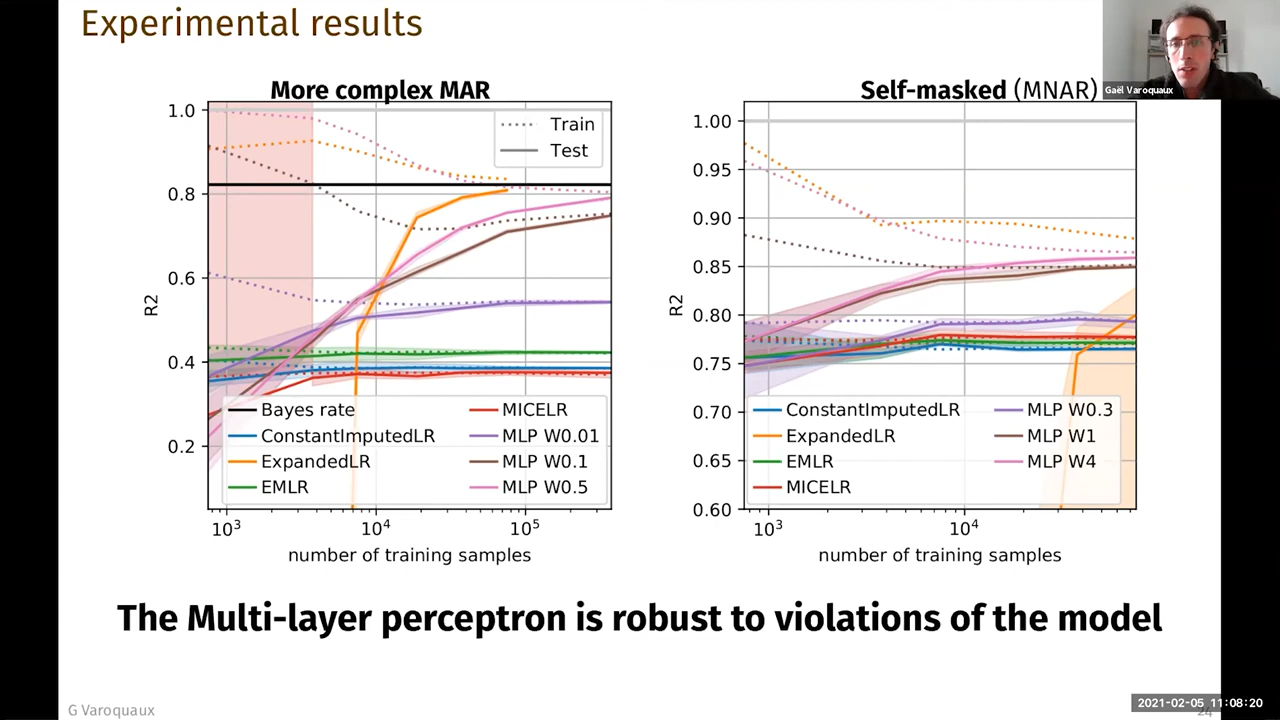 Experimental results
Gaël Varoquaux
More complex MAR
Self-masked (MNAR)
1.0
0.8
0.6
0.4
0.2
R2
Train
Test
Bayes rate
ConstantImputedLR
ExpandedLR
EMLR
MICELR
MLP W0.01
MLP W0.1
MLP W0.5
10³
10⁴
10⁵
number of training samples
1.00
0.95
0.90
0.85
0.80
0.75
0.70
0.65
0.60
R2
ConstantImputedLR
ExpandedLR
EMLR
MICELR
MLP W0.3
MLP W1
MLP W4
10³
10⁴
number of training samples
The Multi-layer perceptron is robust to violations of the model
G Varoquaux
2021-02-05 11:08:20
24